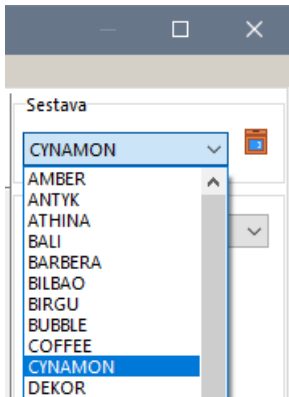 Sestava
CYNAMON
AMBER
ANTYK
ATHINA
BALI
BARBERA
BILBAO
BIRGU
BUBBLE
COFFEE
CYNAMON
DEKOR